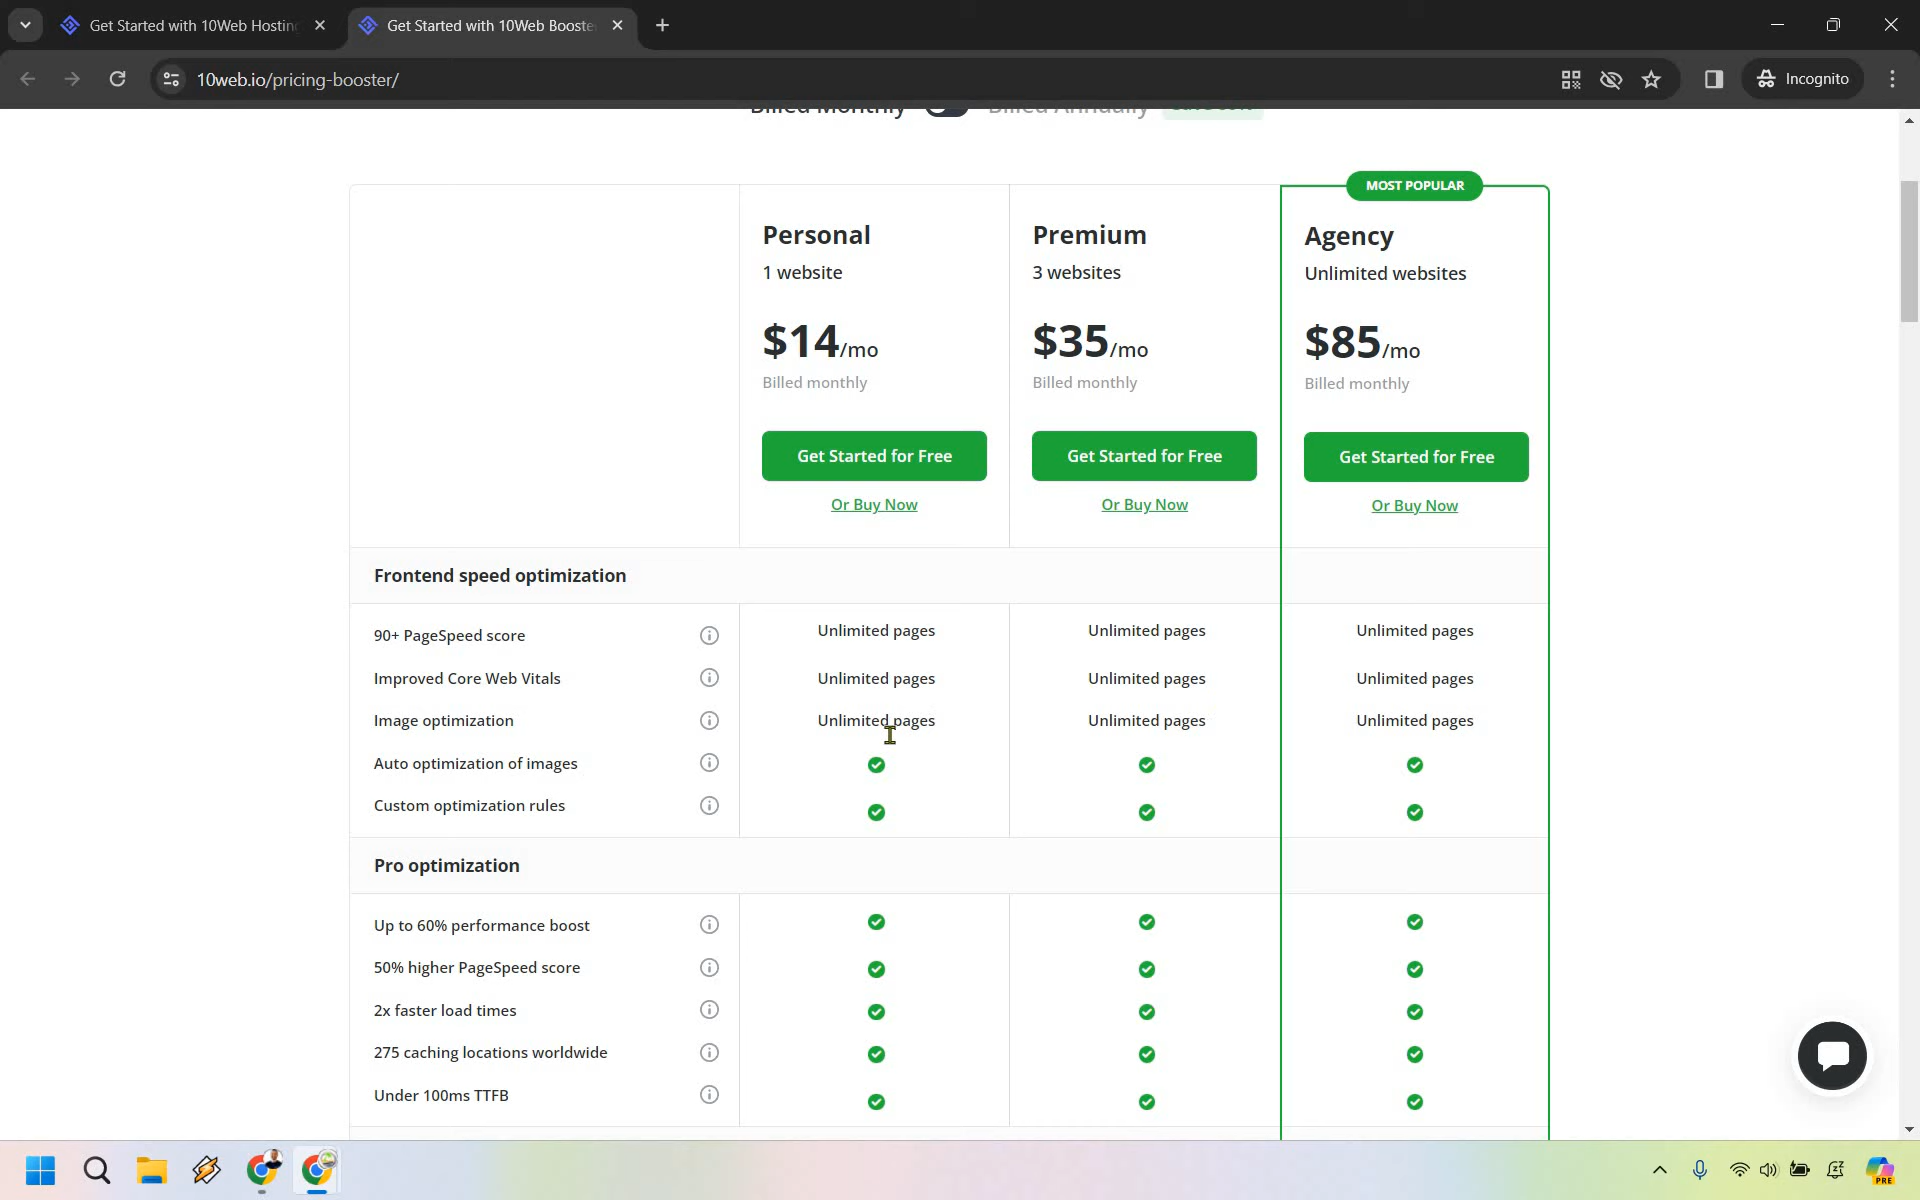 Get Started with 10Web Hostin
Get Started with 10Web Booste
10web.io/pricing-booster/
Incognito
Billed Monthly Billed Annually
MOST POPULAR
Personal
Premium
Agency
1 website
3 websites
Unlimited websites
$14/mo
$35/mo
$85/mo
Billed monthly
Billed monthly
Billed monthly
Get Started for Free
Get Started for Free
Get Started for Free
Or Buy Now
Or Buy Now
Or Buy Now
Frontend speed optimization
90+ PageSpeed score
Unlimited pages
Unlimited pages
Unlimited pages
Improved Core Web Vitals
Unlimited pages
Unlimited pages
Unlimited pages
Image optimization
Unlimited pages
Unlimited pages
Unlimited pages
Auto optimization of images
Custom optimization rules
Pro optimization
Up to 60% performance boost
50% higher PageSpeed score
2x faster load times
275 caching locations worldwide
Under 100ms TTFB
PRE